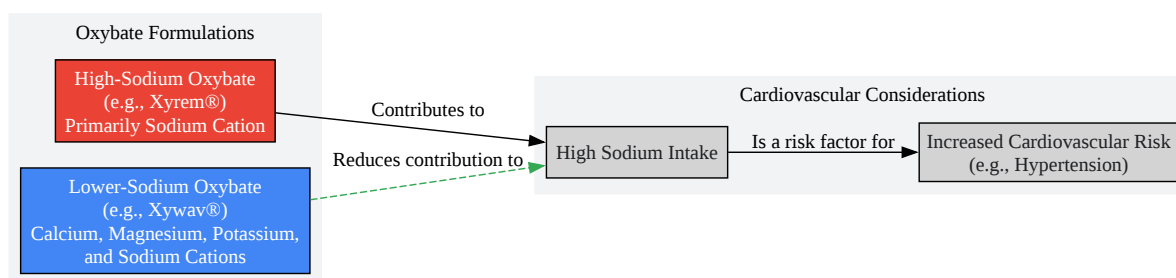 Oxybate Formulations
High-Sodium Oxybate
(e.g., Xyrem®)
Primarily Sodium Cation
Lower-Sodium Oxybate
(e.g., Xywav®)
Calcium, Magnesium, Potassium,
and Sodium Cations
Contributes to
Reduces contribution to
Cardiovascular Considerations
High Sodium Intake
Is a risk factor for
Increased Cardiovascular Risk
(e.g., Hypertension)